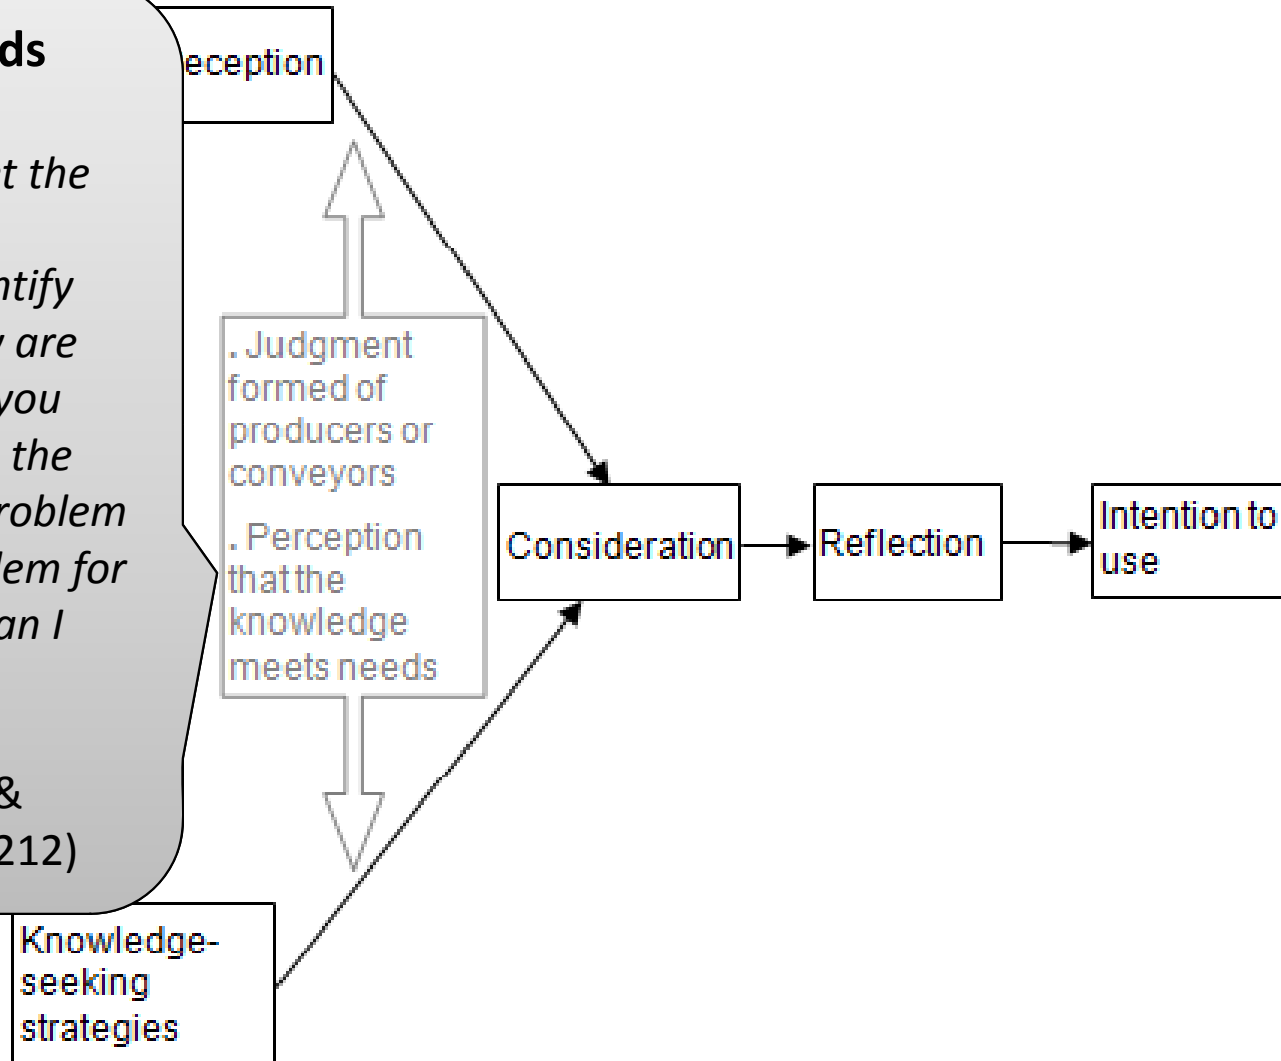 ds
t the
ntify
are
you
the
roblem
lem for
an I
&
212)
eception
. Judgment
formed of
producers or
conveyors
. Perception
that the
knowledge
meets needs
Consideration
Reflection
Intention to
use
Knowledge-
seeking
strategies